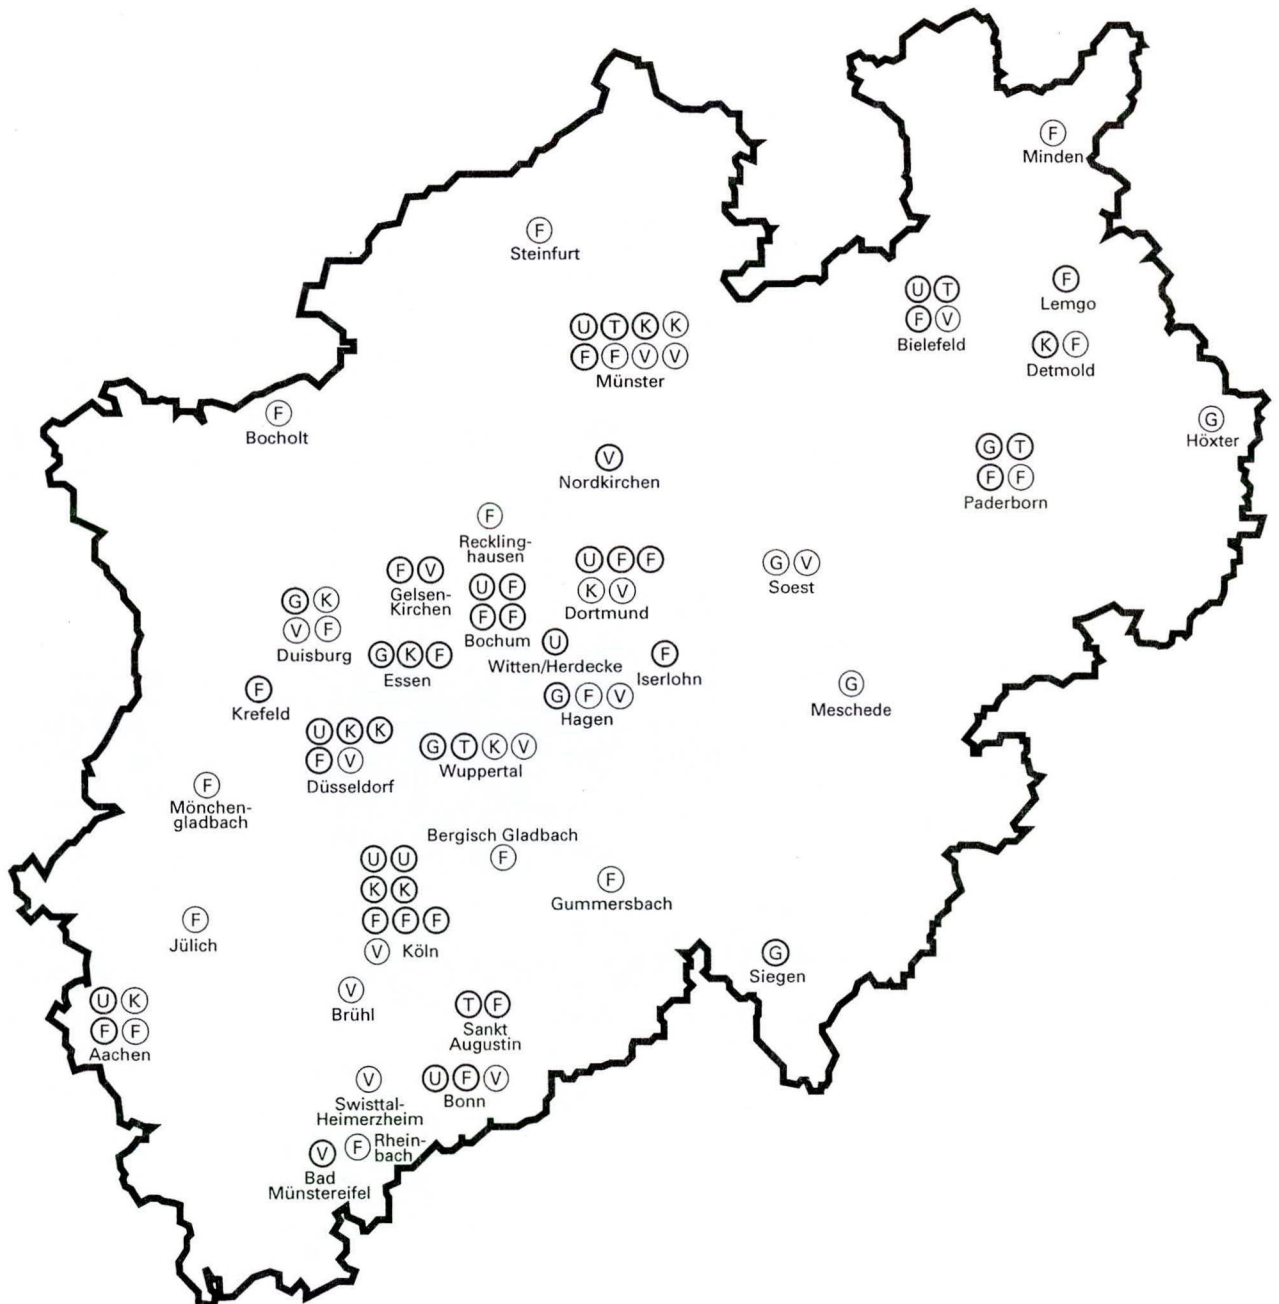 F
Minden
F
Steinfurt
U T
F V
Bielefeld
F
Lemgo
U T K K
F F V V
Münster
K F
Detmold
F
Bocholt
G
Höxter
V
Nordkirchen
G T
F F
Paderborn
F
Reckling-
hausen
F V
Gelsen-
Kirchen
U F
F F
Bochum
U F F
K V
Dortmund
G V
Soest
G K
V F
Duisburg
G K F
Essen
U
Witten/Herdecke
F
Iserlohn
G F V
Hagen
G
Meschede
F
Krefeld
U K K
F V
Düsseldorf
G T K V
Wuppertal
F
Mönchen-
gladbach
Bergisch Gladbach
F
U U
K K
F F F
V Köln
F
Gummersbach
F
Jülich
G
Siegen
V
Brühl
U K
F F
Aachen
T F
Sankt
Augustin
U F V
Bonn
V
Swisttal-
Heimerzheim
F Rhein-
bach
V
Bad
Münstereifel